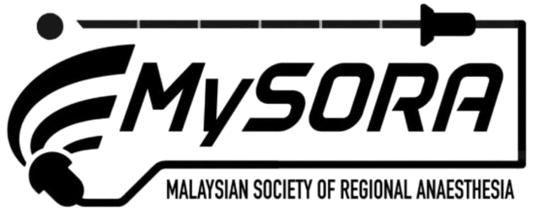 MySORA
MALAYSIAN SOCIETY OF REGIONAL ANAESTHESIA